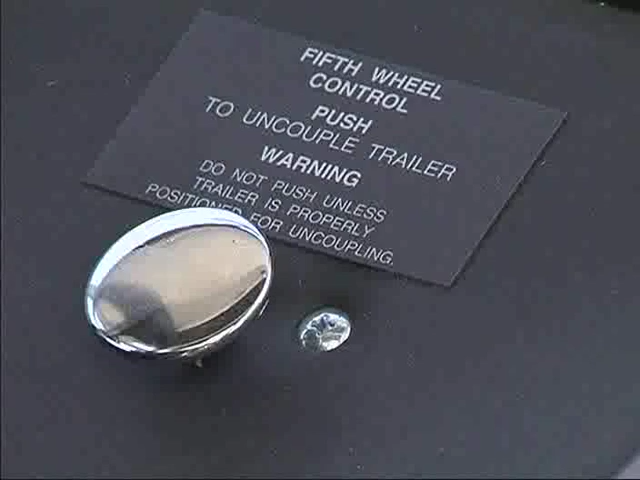 FIFTH WHEEL
CONTROL
PUSH
TO UNCOUPLE TRAILER
WARNING
DO NOT PUSH UNLESS
TRAILER IS PROPERLY
POSITIONED FOR UNCOUPLING.